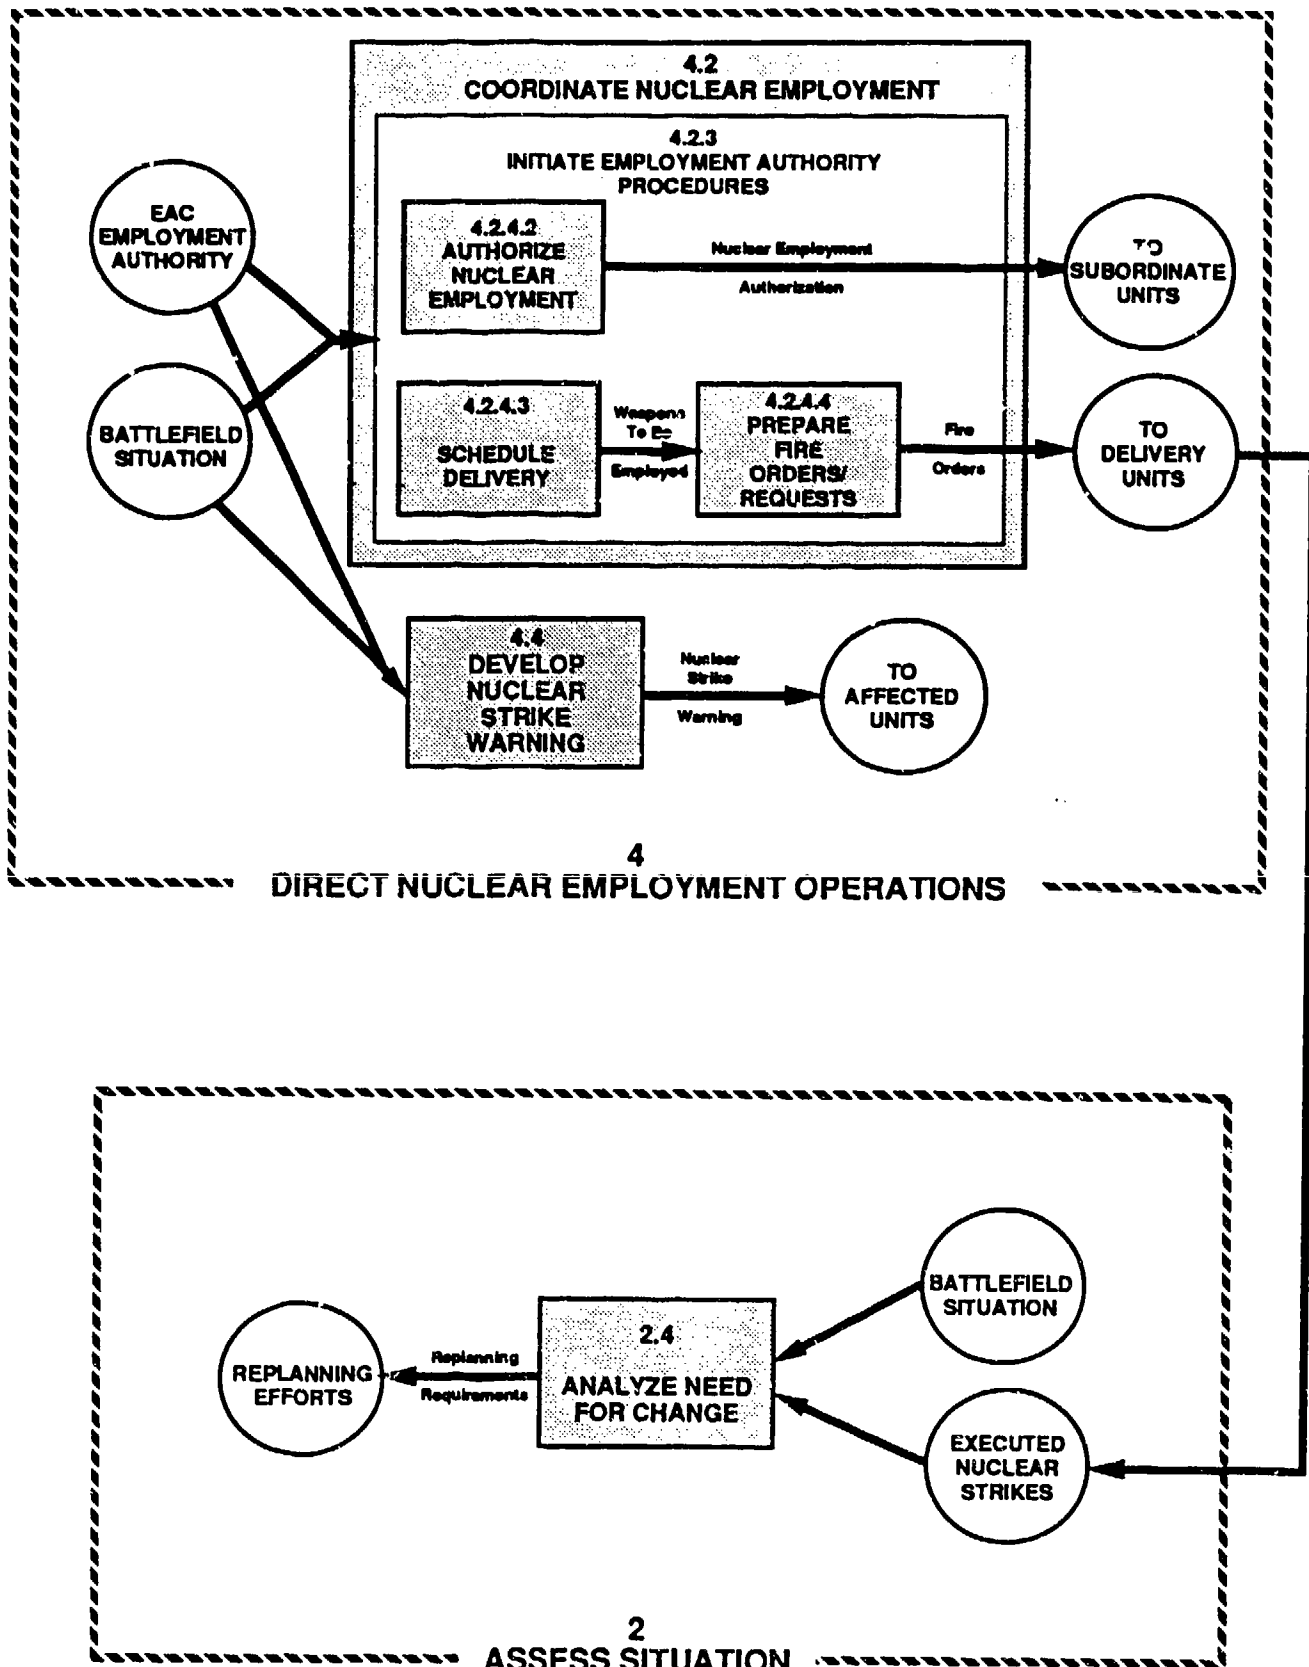 4.2
COORDINATE NUCLEAR EMPLOYMENT
4.2.3
INITIATE EMPLOYMENT AUTHORITY
PROCEDURES
EAC
EMPLOYMENT
AUTHORITY
4.2.4.2
AUTHORIZE
NUCLEAR
EMPLOYMENT
Nuclear Employment
Authorization
TO
SUBORDINATE
UNITS
BATTLEFIELD
SITUATION
4.2.4.3
SCHEDULE
DELIVERY
Weapons
To Be
Employed
4.2.4.4
PREPARE
FIRE
ORDERS/
REQUESTS
Fire
Orders
TO
DELIVERY
UNITS
4.4
DEVELOP
NUCLEAR
STRIKE
WARNING
Nuclear
Strike
Warning
TO
AFFECTED
UNITS
4
DIRECT NUCLEAR EMPLOYMENT OPERATIONS
BATTLEFIELD
SITUATION
REPLANNING
EFFORTS
Replanning
Requirements
2.4
ANALYZE NEED
FOR CHANGE
EXECUTED
NUCLEAR
STRIKES
2
ASSESS SITUATION